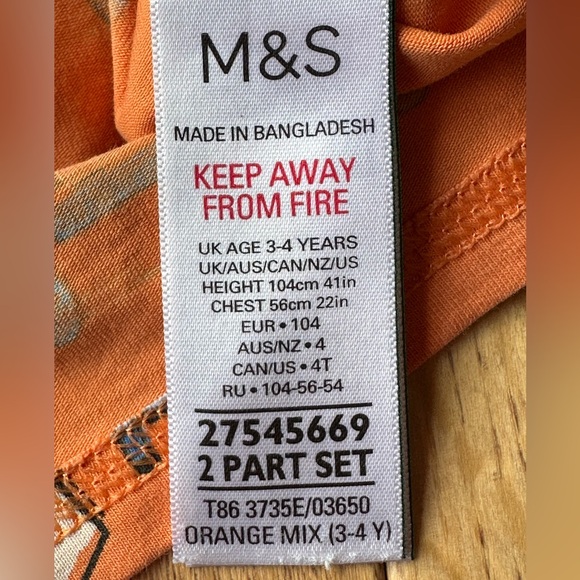 M&S
MADE IN BANGLADESH
KEEP AWAY
FROM FIRE
UK AGE 3-4 YEARS
UK/AUS/CAN/NZ/US
HEIGHT 104cm 41in
CHEST 56cm 22in
EUR • 104
AUS/NZ • 4
CAN/US • 4T
RU • 104-56-54
27545669
2 PART SET
T86 3735E/03650
ORANGE MIX (3-4 Y)